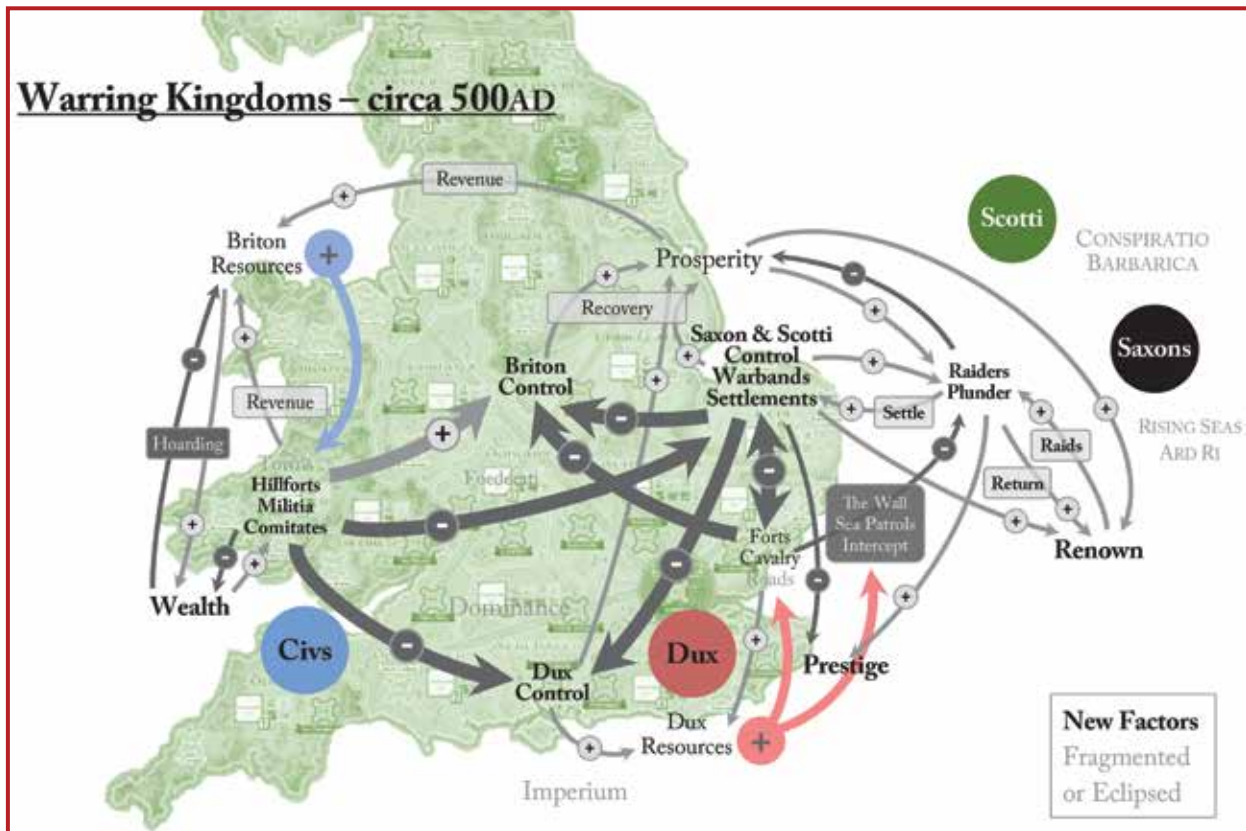 Warring Kingdoms – circa 500AD
Revenue
Scotti
Briton
Resources
+
Conspiratio
Barbarica
Prosperity
Recovery
Saxon & Scotti
Control
Warbands
Settlements
Saxons
Briton
Control
Raiders
Plunder
Revenue
Settle
Raids
Rising Seas
Ard Ri
Hoarding
Towns
Hillforts
Militia
Comitates
Foederati
Return
The Wall
Sea Patrols
Intercept
Forts
Cavalry
Roads
Renown
Wealth
Dominance
Civs
Dux
Prestige
Dux
Control
Dux
Resources
+
Imperium
New Factors
Fragmented
or Eclipsed